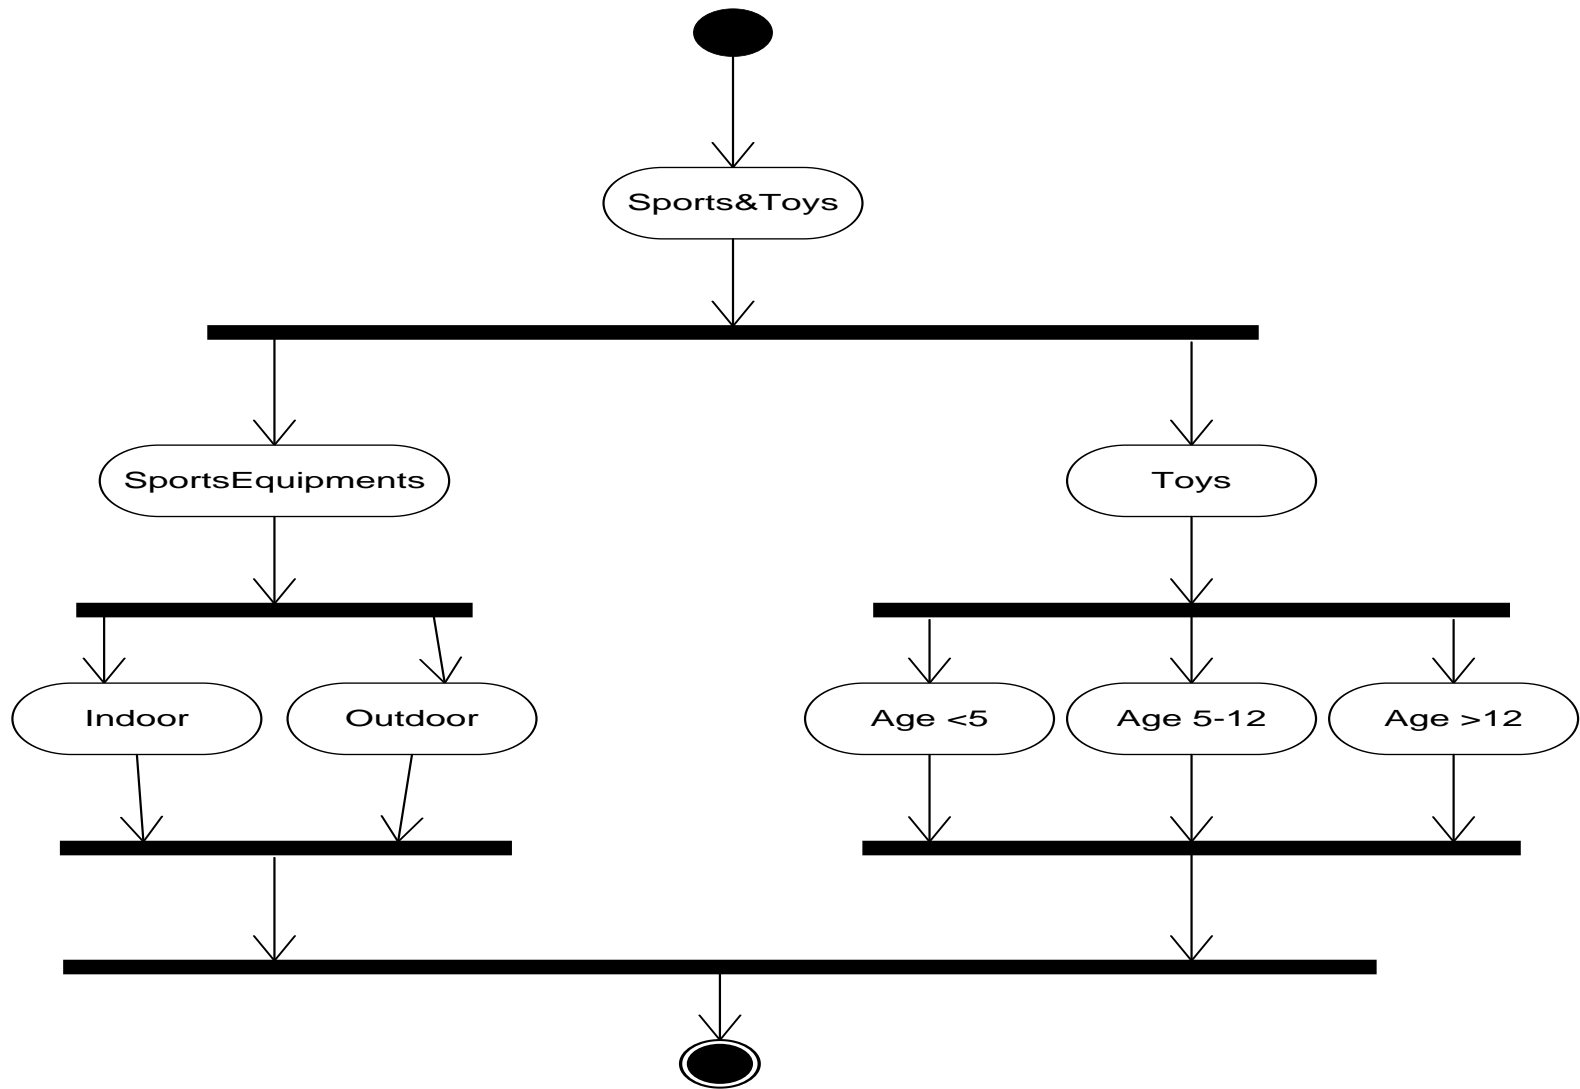 Sports&Toys
SportsEquipments
Toys
Indoor
Outdoor
Age <5
Age 5-12
Age >12